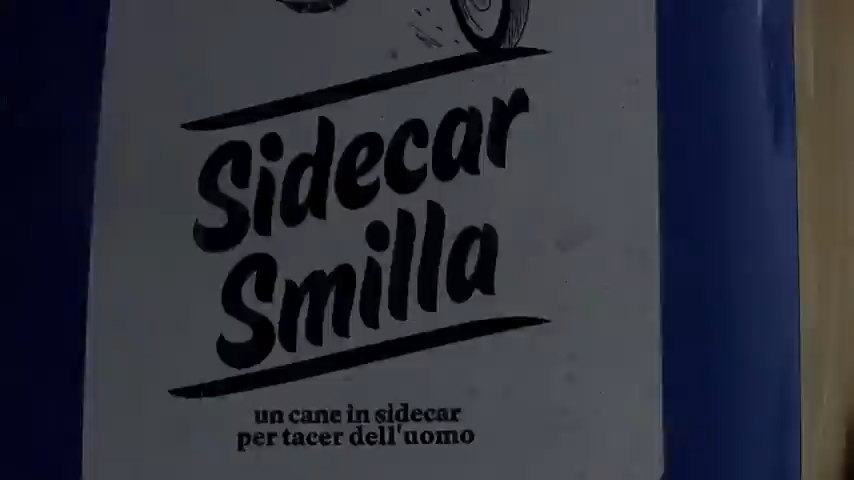 Sidecar
Smilla
un cane in sidecar
per tacer dell'uomo